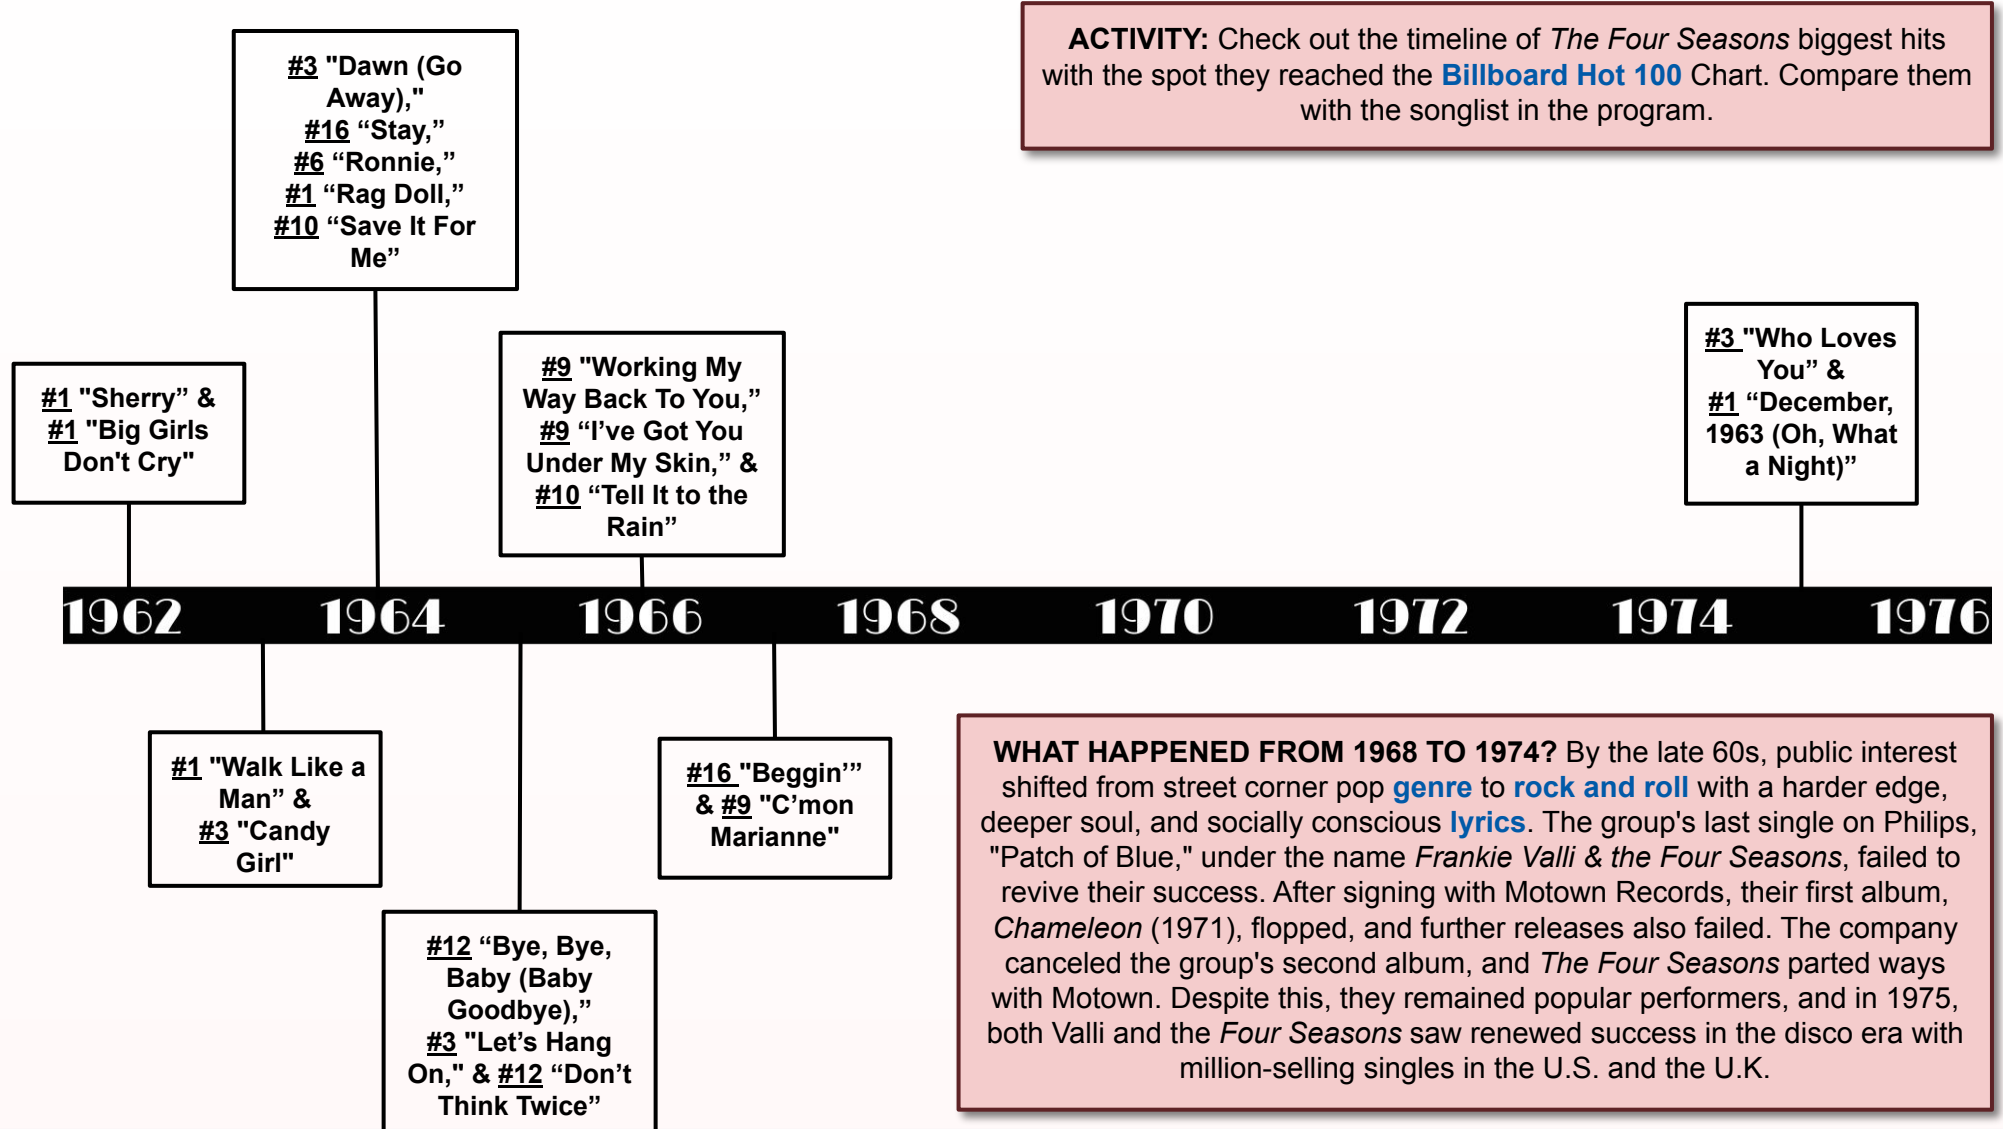 ACTIVITY: Check out the timeline of The Four Seasons biggest hits
with the spot they reached the Billboard Hot 100 Chart. Compare them
with the songlist in the program.
#3 "Dawn (Go
Away),"
#16 “Stay,”
#6 “Ronnie,”
#1 “Rag Doll,”
#10 “Save It For
Me”
#1 "Sherry” &
#1 "Big Girls
Don't Cry"
#9 "Working My
Way Back To You,”
#9 “I’ve Got You
Under My Skin,” &
#10 “Tell It to the
Rain”
#3 "Who Loves
You” &
#1 “December,
1963 (Oh, What
a Night)”
1962 1964 1966 1968 1970 1972 1974 1976
#1 "Walk Like a
Man” &
#3 "Candy
Girl"
#12 “Bye, Bye,
Baby (Baby
Goodbye),”
#3 "Let’s Hang
On," & #12 “Don’t
Think Twice”
#16 "Beggin’”
& #9 "C’mon
Marianne"
WHAT HAPPENED FROM 1968 TO 1974? By the late 60s, public interest
shifted from street corner pop genre to rock and roll with a harder edge,
deeper soul, and socially conscious lyrics. The group's last single on Philips,
"Patch of Blue," under the name Frankie Valli & the Four Seasons, failed to
revive their success. After signing with Motown Records, their first album,
Chameleon (1971), flopped, and further releases also failed. The company
canceled the group's second album, and The Four Seasons parted ways
with Motown. Despite this, they remained popular performers, and in 1975,
both Valli and the Four Seasons saw renewed success in the disco era with
million-selling singles in the U.S. and the U.K.